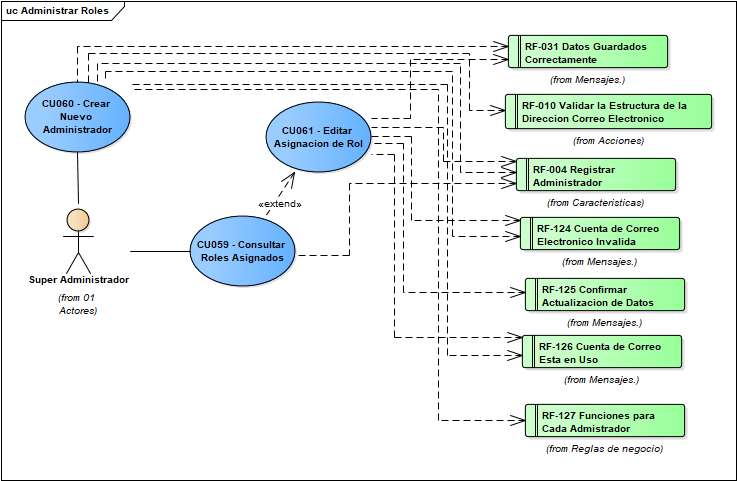 uc Administrar Roles
CU060 - Crear
Nuevo
Administrador
CU061 - Editar
Asignacion de Rol
«extend»
CU059 - Consultar
Roles Asignados
Super Administrador
(from 01
Actores)
RF-031 Datos Guardados
Correctamente
(from Mensajes.)
RF-010 Validar la Estructura de la
Direccion Correo Electronico
(from Acciones)
RF-004 Registrar
Administrador
(from Caracteristicas)
RF-124 Cuenta de Correo
Electronico Invalida
(from Mensajes.)
RF-125 Confirmar
Actualizacion de Datos
(from Mensajes.)
RF-126 Cuenta de Correo
Esta en Uso
(from Mensajes.)
RF-127 Funciones para
Cada Admistrador
(from Reglas de negocio)